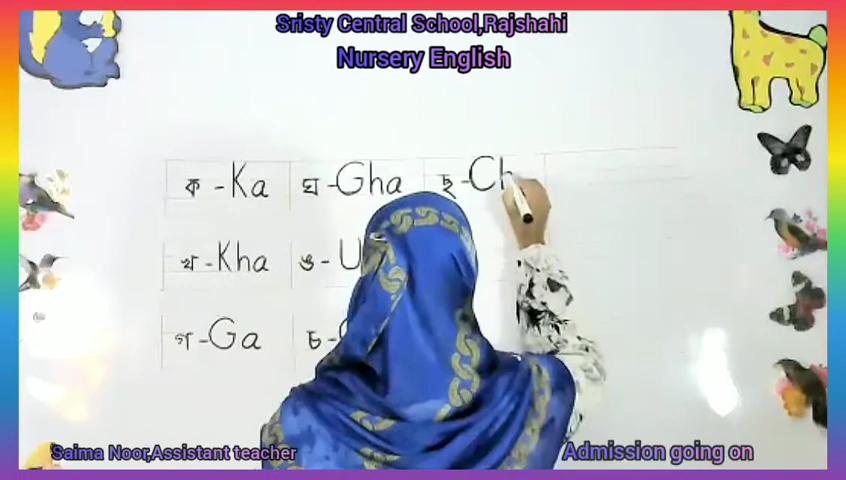 Sristy Central School,Rajshahi
Nursery English
ক - Ka
ঘ - Gha
ছ - Ch
খ - Kha
ঙ - U
গ - Ga
চ -
Saima Noor,Assistant teacher
Admission going on